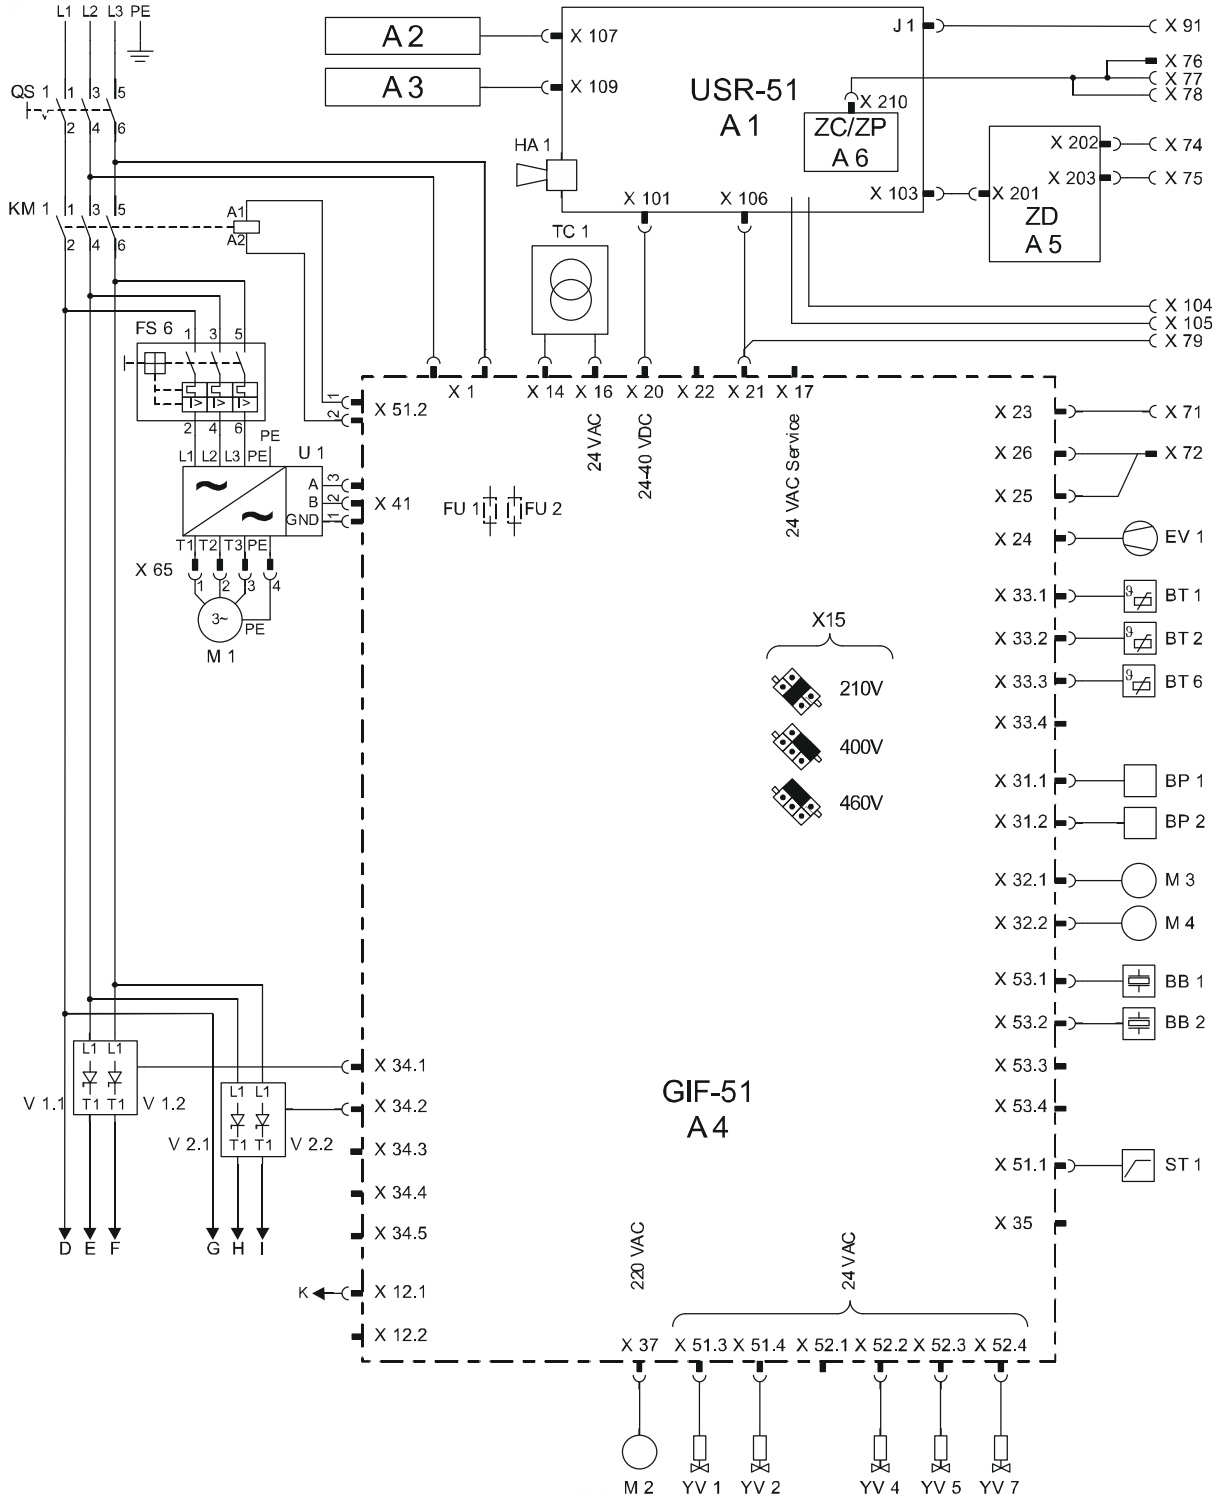 L1 L2 L3 PE
A 2
X 107
J 1
X 91
X 76
X 77
X 78
A 3
X 109
USR-51
A 1
X 210
ZC/ZP
A 6
QS 1
1 3 5
2 4 6
HA 1
X 202
X 74
X 203
X 75
X 101
X 106
X 103
X 201
ZD
A 5
KM 1
1 3 5
2 4 6
A1
A2
TC 1
X 104
X 105
X 79
FS 6
1 3 5
I> I> I>
2 4 6
PE
1
2
X 51.2
X 1
X 14
X 16
X 20
X 22
X 21
X 17
24 VAC
24-40 VDC
24 VAC Service
X 23
X 71
X 26
X 72
X 25
L1 L2 L3 PE
U 1
A 3
B 2
GND 1
X 41
FU 1
FU 2
T1 T2 T3 PE
X 65
1 2 3 4
3~
PE
M 1
X 24
EV 1
X 33.1
ϑ
BT 1
X 33.2
ϑ
BT 2
X 33.3
ϑ
BT 6
X 33.4
X15
210V
400V
460V
X 31.1
BP 1
X 31.2
BP 2
X 32.1
M 3
X 32.2
M 4
X 53.1
BB 1
X 53.2
BB 2
X 53.3
X 53.4
X 51.1
ST 1
X 35
L1 L1
V 1.1
T1 T1
V 1.2
L1 L1
V 2.1
T1 T1
V 2.2
X 34.1
X 34.2
X 34.3
X 34.4
X 34.5
GIF-51
A 4
D E F G H I
K
X 12.1
X 12.2
220 VAC
24 VAC
X 37
X 51.3
X 51.4
X 52.1
X 52.2
X 52.3
X 52.4
M 2
YV 1
YV 2
YV 4
YV 5
YV 7